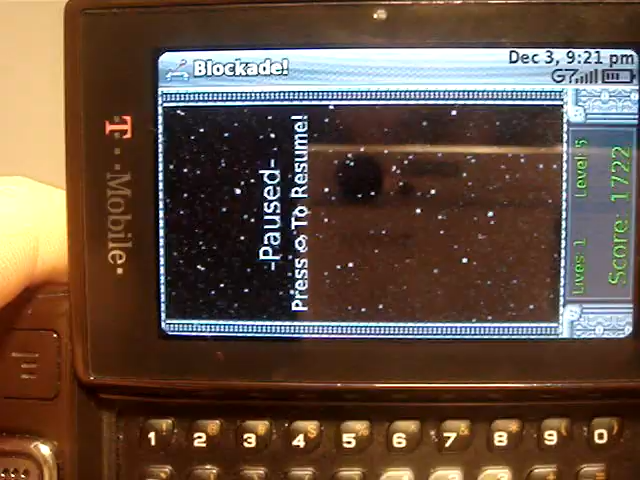 Blockade!
Dec 3, 9:21 pm
G7
T··Mobile·
-Paused-
Press To Resume!
Lives 1 Level 5
Score: 1722
1 ! 2 @ 3 # 4 $ 5 % 6 ^ 7 & 8 * 9 ( 0 )